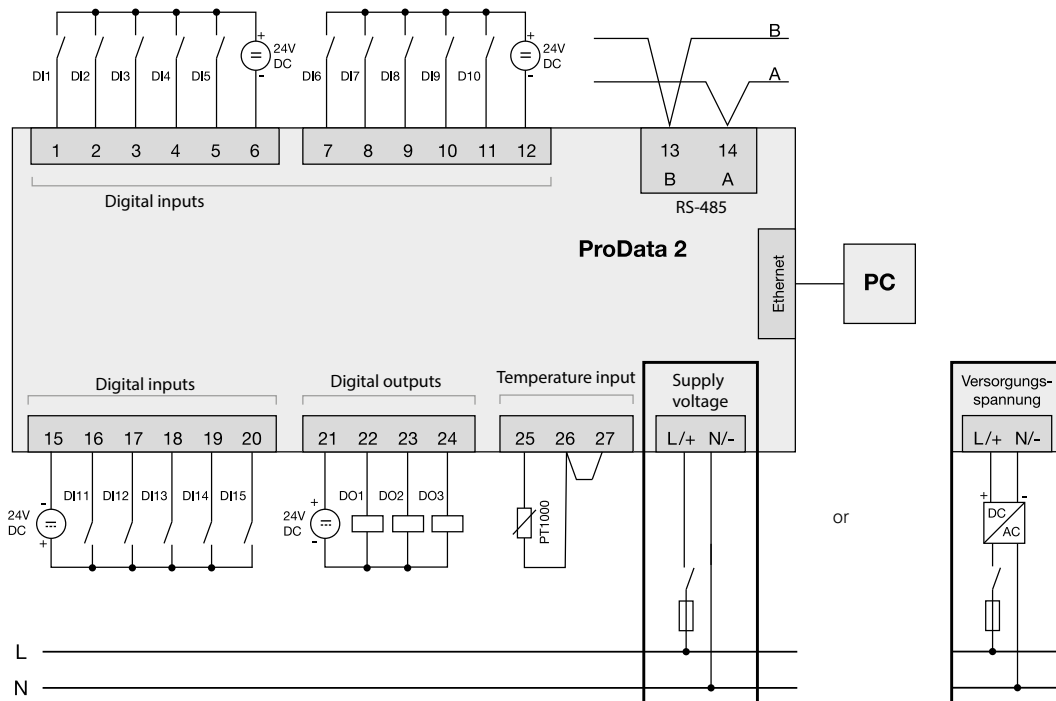 B
24V
DC
24V
DC
DI1 DI2 DI3 DI4 DI5
DI6 DI7 DI8 DI9 D10
A
+
-
+
-
1 2 3 4 5 6
7 8 9 10 11 12
13 14
B A
Digital inputs
RS-485
ProData 2
Ethernet
PC
Digital inputs
Digital outputs
Temperature input
Supply
voltage
Versorgungs-
spannung
15 16 17 18 19 20
21 22 23 24
25 26 27
L/+ N/-
L/+ N/-
-
24V
DC
+
DI11 DI12 DI13 DI14 DI15
+
24V
DC
-
DO1 DO2 DO3
PT1000
or
+ -
DC
AC
L
N